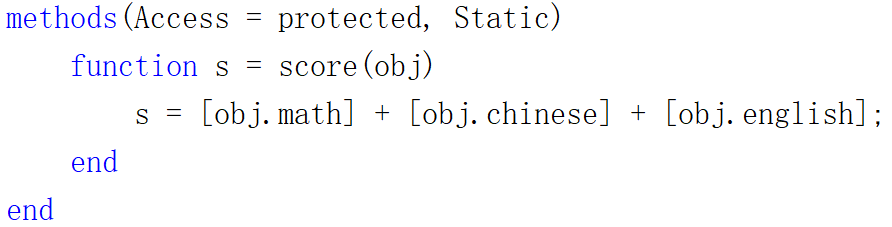 methods(Access = protected, Static)
    function s = score(obj)
        s = [obj.math] + [obj.chinese] + [obj.english];
    end
end